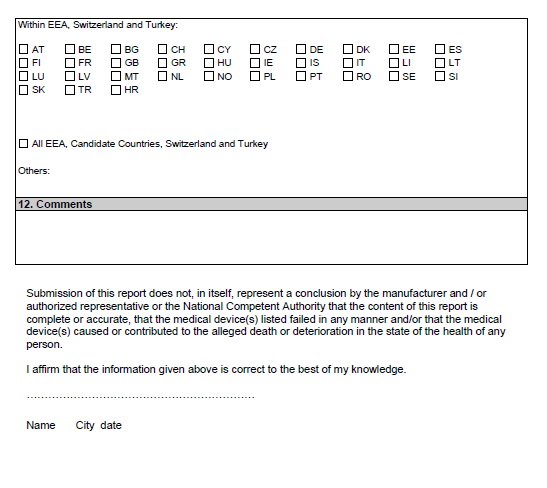 Within EEA, Switzerland and Turkey:
☐ AT ☐ BE ☐ BG ☐ CH ☐ CY ☐ CZ ☐ DE ☐ DK ☐ EE ☐ ES
☐ FI ☐ FR ☐ GB ☐ GR ☐ HU ☐ IE ☐ IS ☐ IT ☐ LI ☐ LT
☐ LU ☐ LV ☐ MT ☐ NL ☐ NO ☐ PL ☐ PT ☐ RO ☐ SE ☐ SI
☐ SK ☐ TR ☐ HR
☐ All EEA, Candidate Countries, Switzerland and Turkey
Others:
12. Comments
Submission of this report does not, in itself, represent a conclusion by the manufacturer and / or
authorized representative or the National Competent Authority that the content of this report is
complete or accurate, that the medical device(s) listed failed in any manner and/or that the medical
device(s) caused or contributed to the alleged death or deterioration in the state of the health of any
person.
I affirm that the information given above is correct to the best of my knowledge.
...............................................................
Name City date